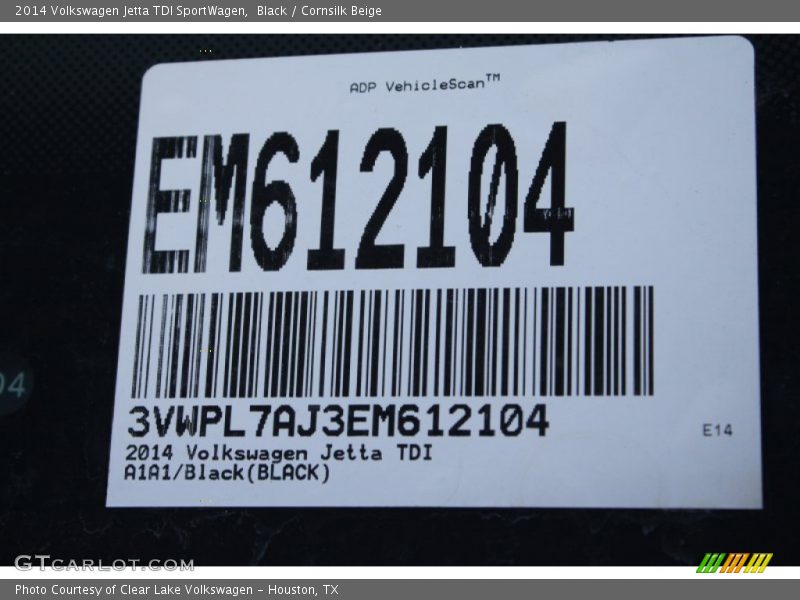 2014 Volkswagen Jetta TDI SportWagen, Black / Cornsilk Beige
ADP VehicleScan™
EM612104
3VWPL7AJ3EM612104
E14
2014 Volkswagen Jetta TDI
A1A1/Black(BLACK)
04
GTCARLOT.COM
Photo Courtesy of Clear Lake Volkswagen – Houston, TX